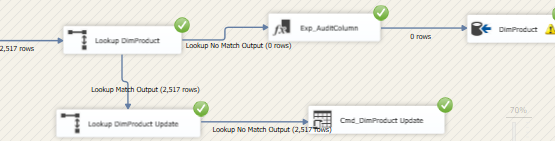 Lookup DimProduct
Exp_AuditColumn
DimProduct
2,517 rows
Lookup No Match Output (0 rows)
0 rows
Lookup Match Output (2,517 rows)
Lookup DimProduct Update
Cmd_DimProduct Update
Lookup No Match Output (2,517 rows)
70%